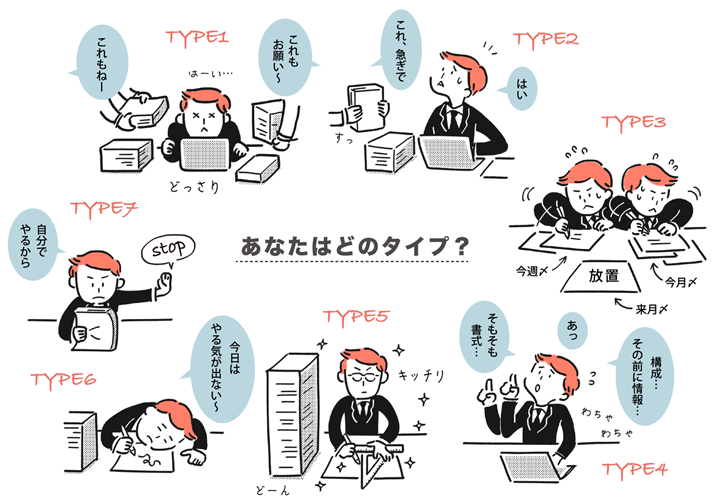 TYPE1
これもねー
はーい…
これも
お願い〜
どっさり
TYPE2
これ、急ぎで
はい
すっ
TYPE3
今週〆
放置
今月〆
来月〆
あなたはどのタイプ？
TYPE7
自分で
やるから
stop
TYPE6
今日は
やる気が出ない〜
TYPE5
キッチリ
どーん
そもそも
書式…
あっ
構成…
その前に情報…
わちゃ
わちゃ
TYPE4